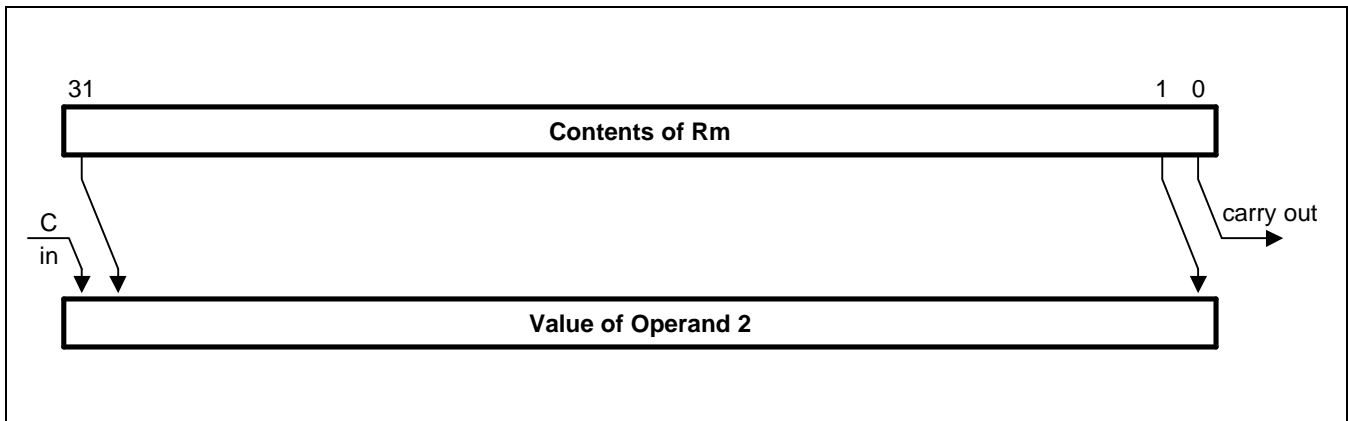 31 1 0
Contents of Rm
C
in
carry out
Value of Operand 2